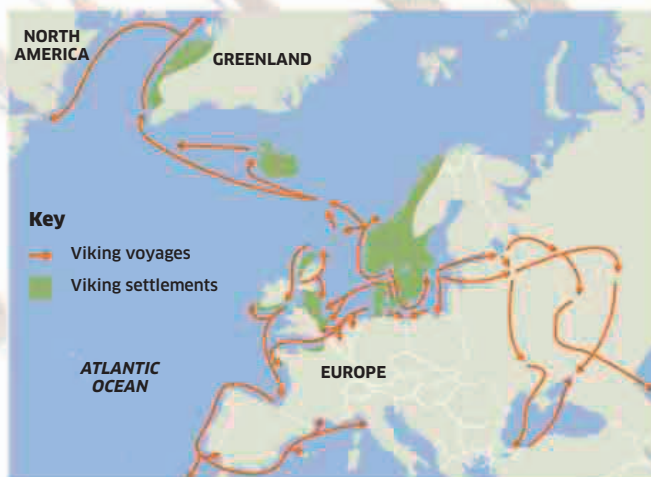 NORTH
AMERICA
GREENLAND
Key
Viking voyages
Viking settlements
ATLANTIC
OCEAN
EUROPE